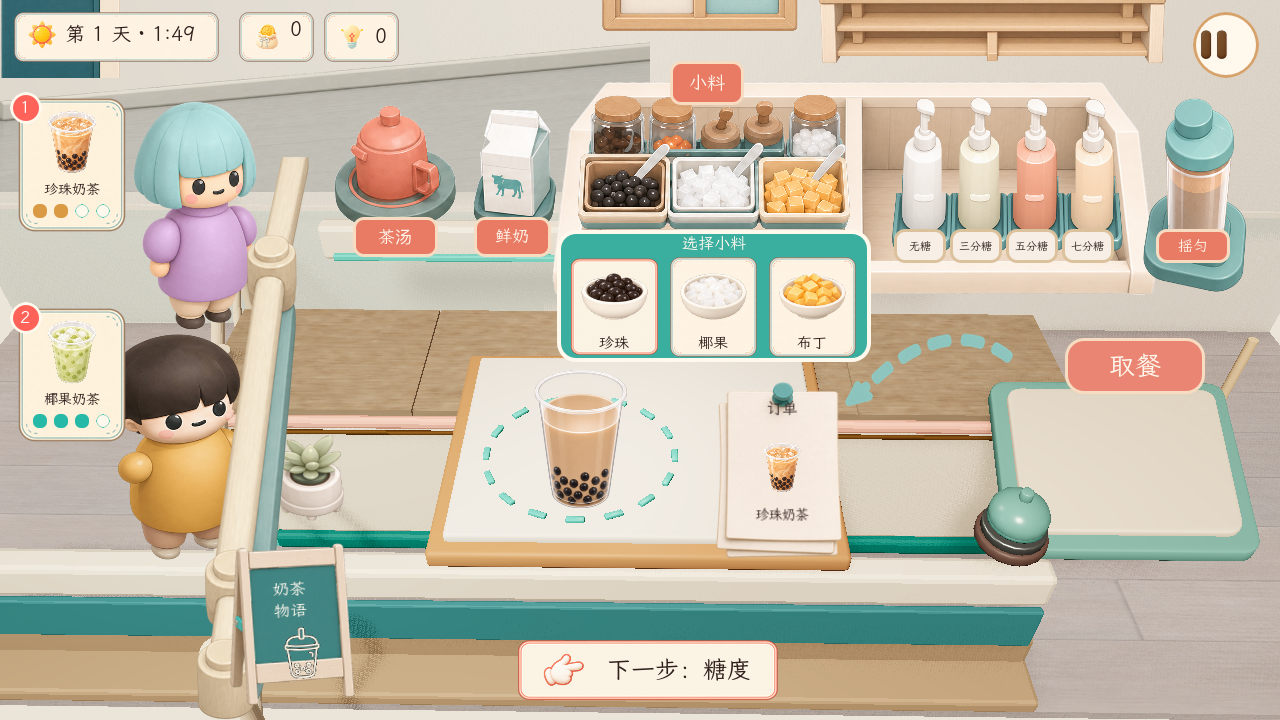 第 1 天 · 1:49
0
0
小料
1
珍珠奶茶
2
椰果奶茶
茶汤
鲜奶
无糖
三分糖
五分糖
七分糖
摇匀
选择小料
珍珠
椰果
布丁
取餐
订单
珍珠奶茶
奶茶
物语
下一步：糖度